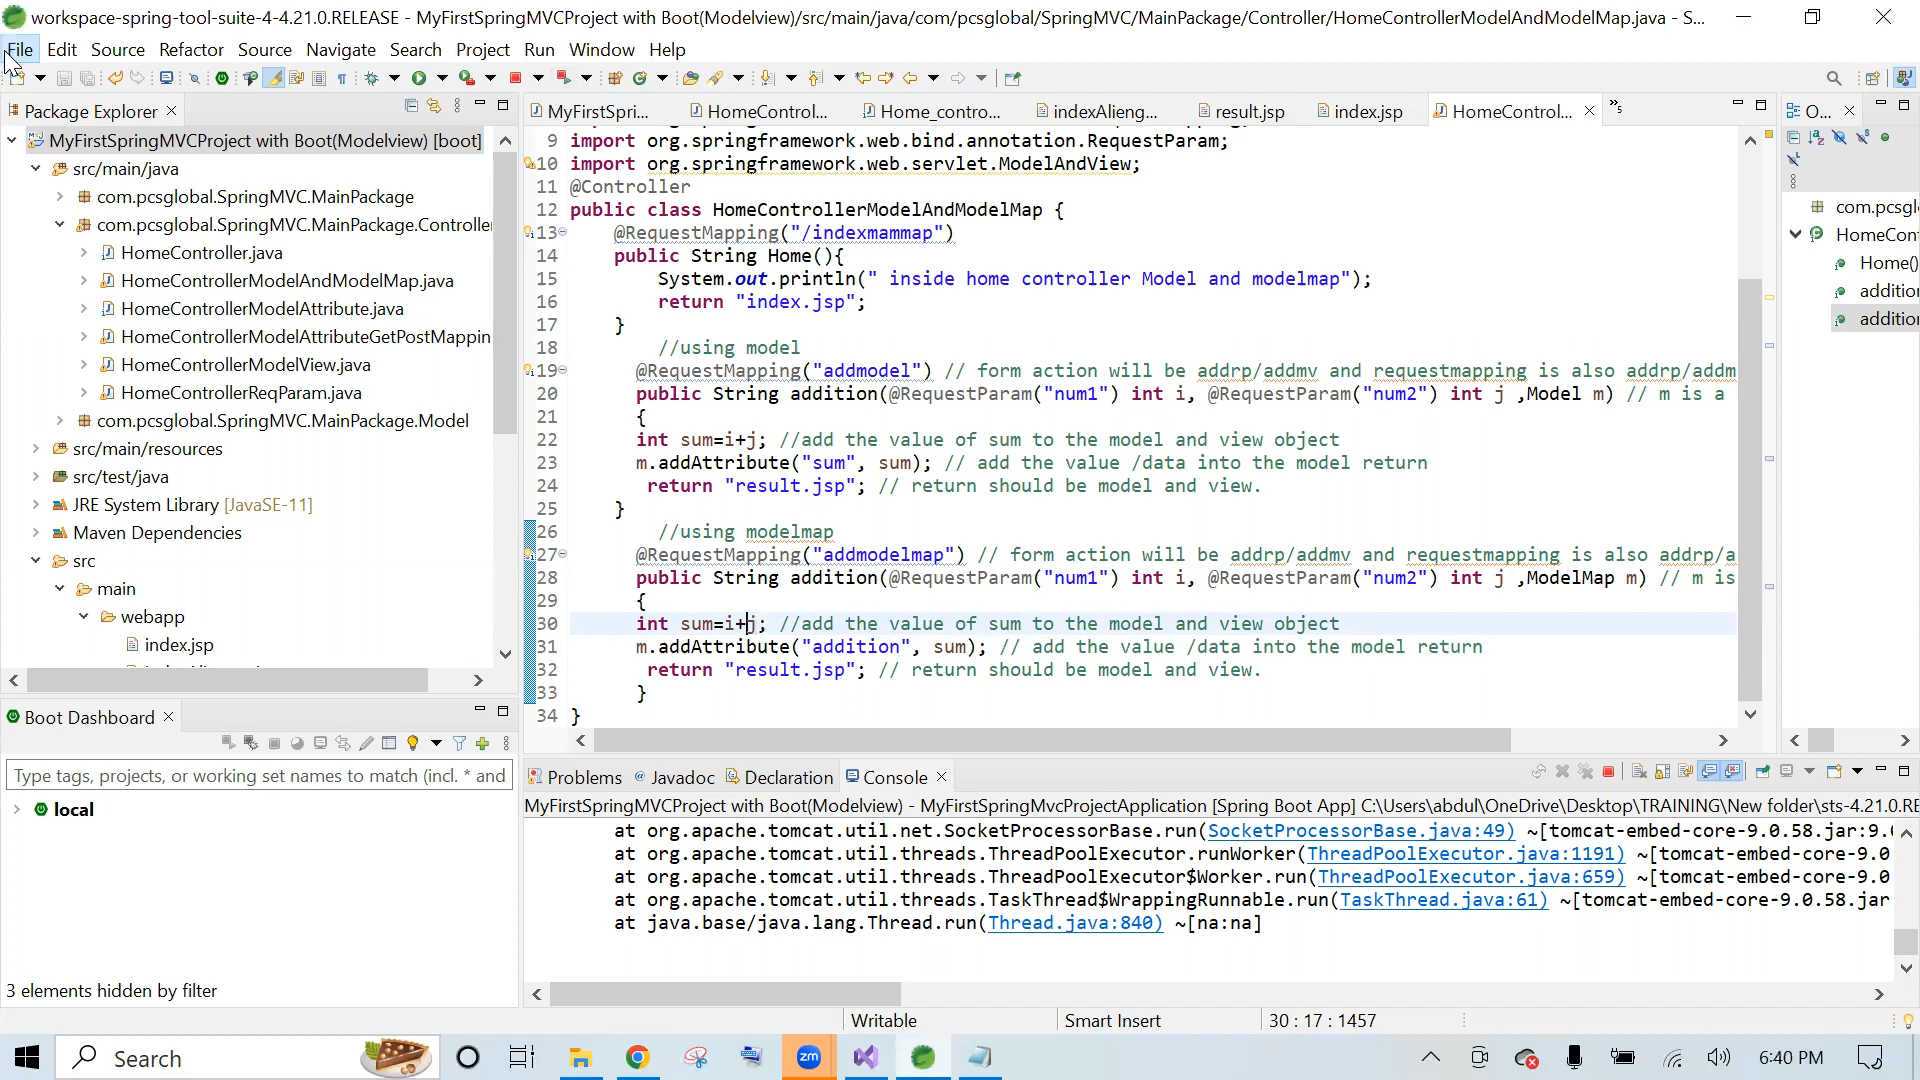 workspace-spring-tool-suite-4-4.21.0.RELEASE - MyFirstSpringMVCProject with Boot(Modelview)/src/main/java/com/pcsglobal/SpringMVC/MainPackage/Controller/HomeControllerModelAndModelMap.java - S...
File Edit Source Refactor Source Navigate Search Project Run Window Help
Package Explorer
MyFirstSpri... HomeControl... Home_contro... indexAlieng... result.jsp index.jsp HomeControl... »5
O...
MyFirstSpringMVCProject with Boot(Modelview) [boot]
src/main/java
com.pcsglobal.SpringMVC.MainPackage
com.pcsglobal.SpringMVC.MainPackage.Controller
HomeController.java
HomeControllerModelAndModelMap.java
HomeControllerModelAttribute.java
HomeControllerModelAttributeGetPostMappin
HomeControllerModelView.java
HomeControllerReqParam.java
com.pcsglobal.SpringMVC.MainPackage.Model
src/main/resources
src/test/java
JRE System Library [JavaSE-11]
Maven Dependencies
src
main
webapp
index.jsp
9 import org.springframework.web.bind.annotation.RequestParam;
10 import org.springframework.web.servlet.ModelAndView;
11 @Controller
12 public class HomeControllerModelAndModelMap {
13 @RequestMapping("/indexmammap")
14 public String Home(){
15 System.out.println(" inside home controller Model and modelmap");
16 return "index.jsp";
17 }
18 //using model
19 @RequestMapping("addmodel") // form action will be addrp/addmv and requestmapping is also addrp/addm
20 public String addition(@RequestParam("num1") int i, @RequestParam("num2") int j ,Model m) // m is a
21 {
22 int sum=i+j; //add the value of sum to the model and view object
23 m.addAttribute("sum", sum); // add the value /data into the model return
24 return "result.jsp"; // return should be model and view.
25 }
26 //using modelmap
27 @RequestMapping("addmodelmap") // form action will be addrp/addmv and requestmapping is also addrp/a
28 public String addition(@RequestParam("num1") int i, @RequestParam("num2") int j ,ModelMap m) // m is
29 {
30 int sum=i+j; //add the value of sum to the model and view object
31 m.addAttribute("addition", sum); // add the value /data into the model return
32 return "result.jsp"; // return should be model and view.
33 }
34 }
com.pcsgl
HomeCont
Home()
addition
addition
Boot Dashboard
Type tags, projects, or working set names to match (incl. * and
local
3 elements hidden by filter
Problems Javadoc Declaration Console
MyFirstSpringMVCProject with Boot(Modelview) - MyFirstSpringMvcProjectApplication [Spring Boot App] C:\Users\abdul\OneDrive\Desktop\TRAINING\New folder\sts-4.21.0.RE
at org.apache.tomcat.util.net.SocketProcessorBase.run(SocketProcessorBase.java:49) ~[tomcat-embed-core-9.0.58.jar:9.
at org.apache.tomcat.util.threads.ThreadPoolExecutor.runWorker(ThreadPoolExecutor.java:1191) ~[tomcat-embed-core-9.0
at org.apache.tomcat.util.threads.ThreadPoolExecutor$Worker.run(ThreadPoolExecutor.java:659) ~[tomcat-embed-core-9.0
at org.apache.tomcat.util.threads.TaskThread$WrappingRunnable.run(TaskThread.java:61) ~[tomcat-embed-core-9.0.58.jar
at java.base/java.lang.Thread.run(Thread.java:840) ~[na:na]
Writable Smart Insert 30 : 17 : 1457
Search zm 6:40 PM